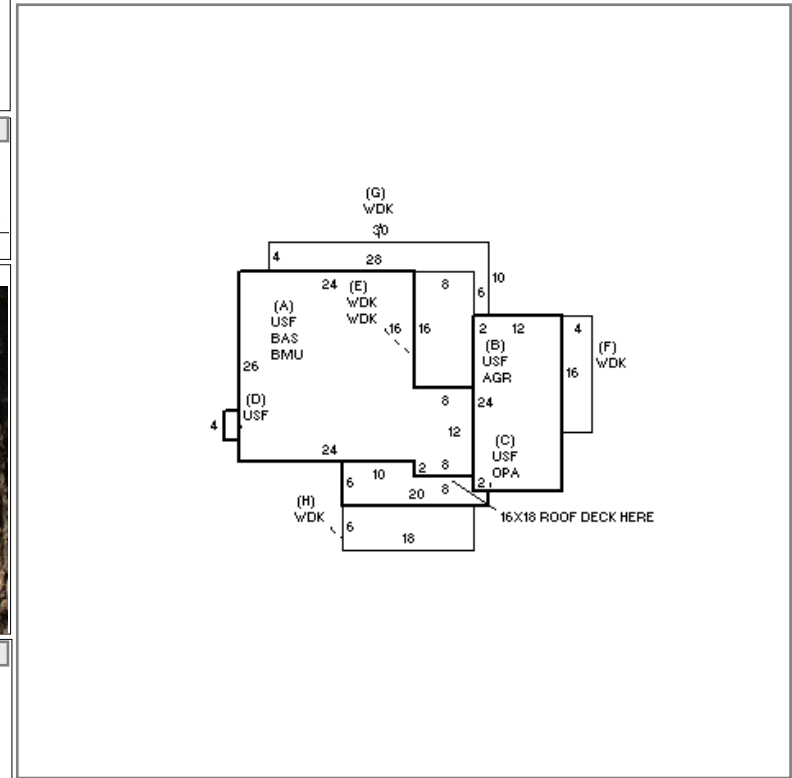 (G)
WDK
30
4
28
10
24
(E)
WDK
WDK
8
6
(A)
USF
BAS
BMU
16
16
2
12
4
(B)
USF
AGR
(F)
WDK
16
26
(D)
USF
8
24
4
12
(C)
USF
OPA
24
10
2
8
6
20
8
2
(H)
WDK
6
16X18 ROOF DECK HERE
18